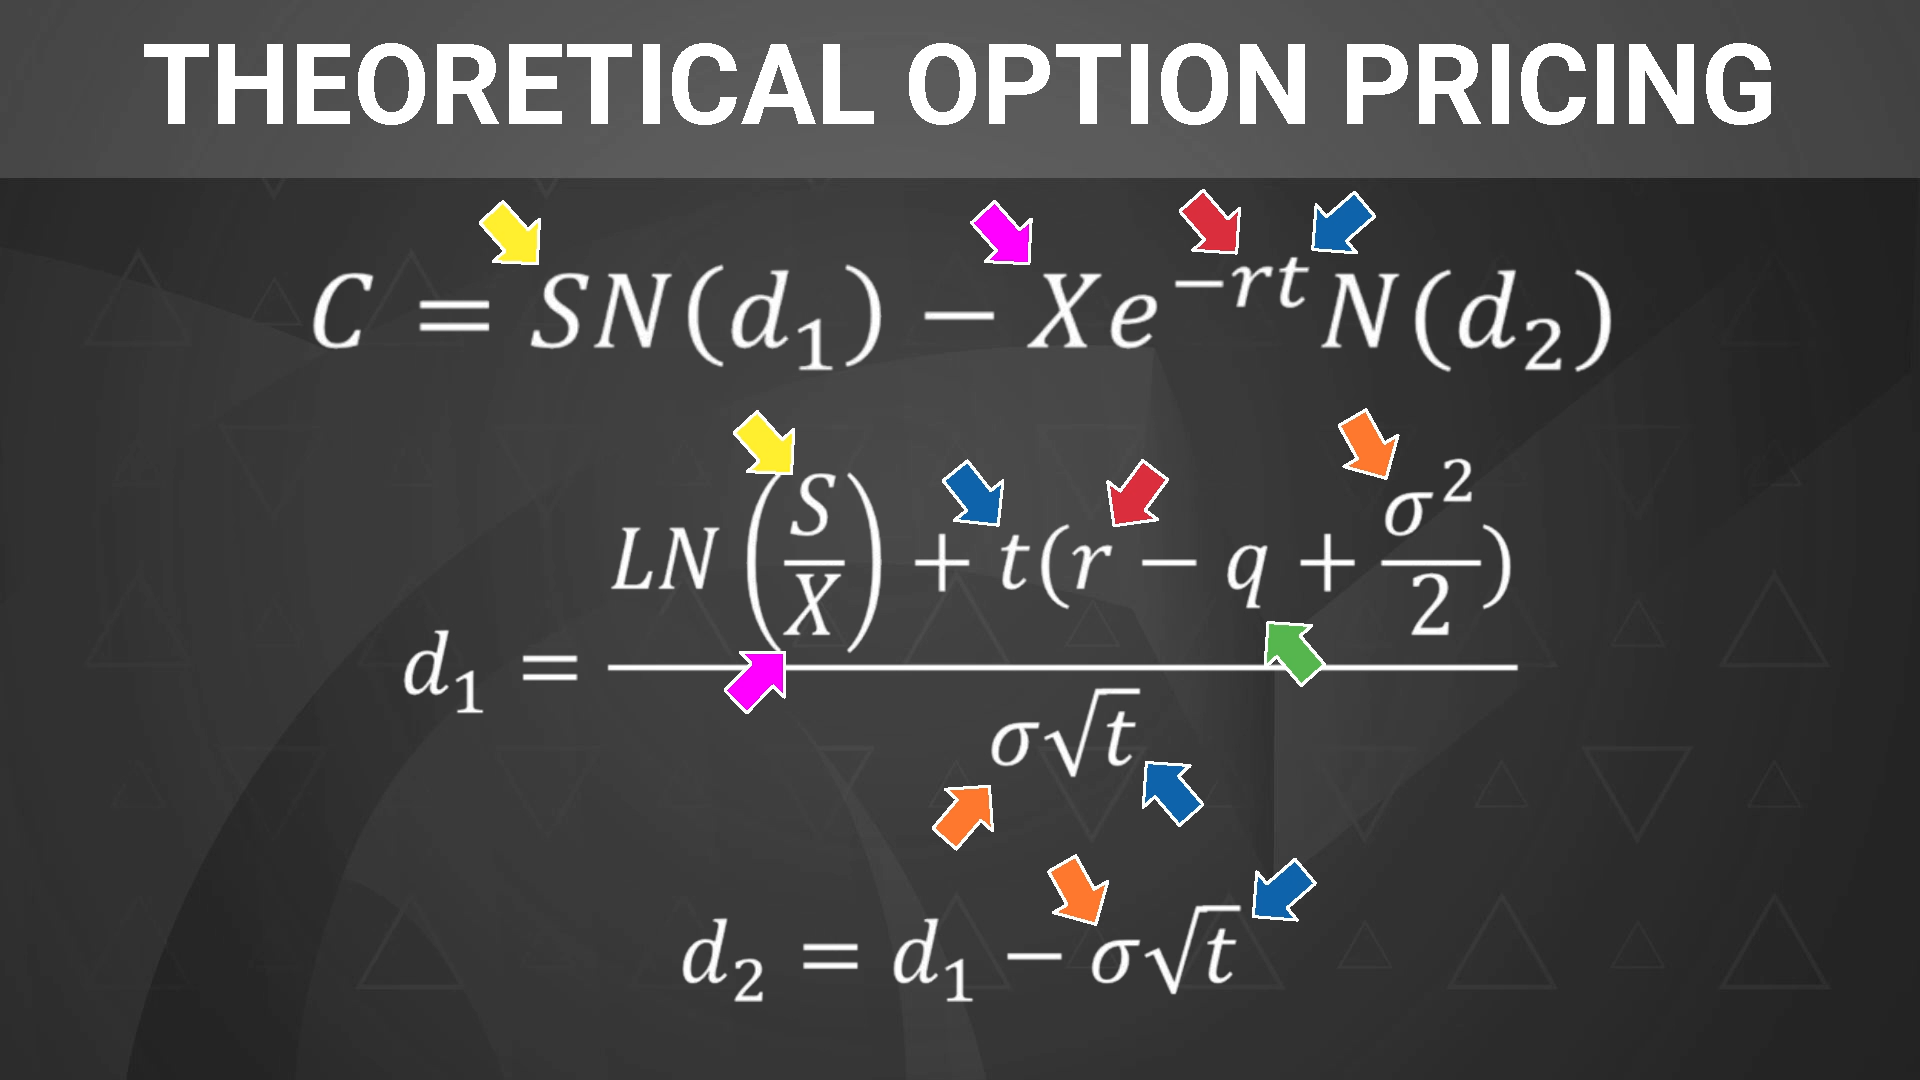 THEORETICAL OPTION PRICING
C = SN(d₁) − Xe^(−rt) N(d₂)
d₁ = (LN(S/X) + t(r − q + σ²/2)) / (σ√t)
d₂ = d₁ − σ√t